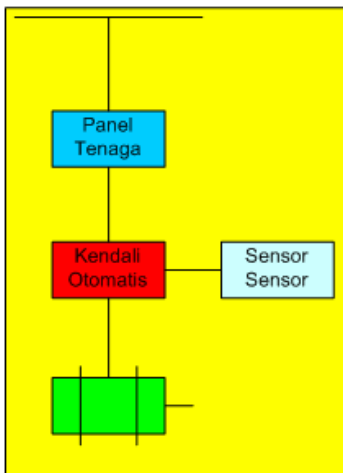 Panel
Tenaga
Kendali
Otomatis
Sensor
Sensor